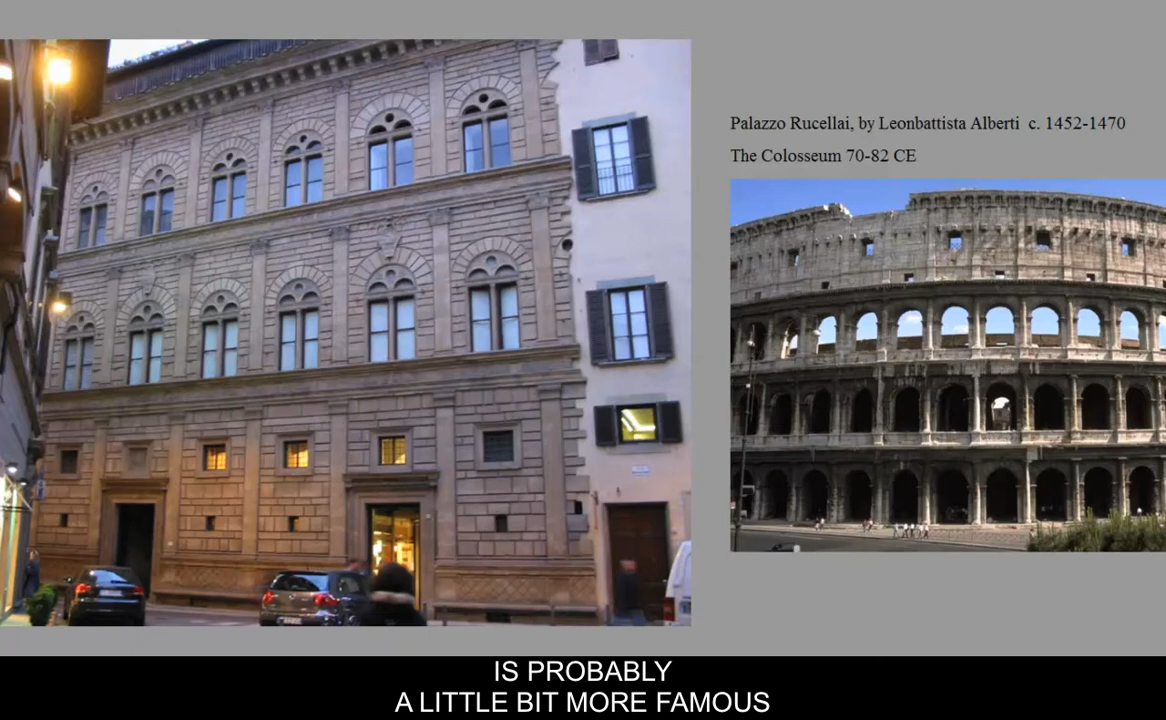 Palazzo Rucellai, by Leonbattista Alberti c. 1452-1470
The Colosseum 70-82 CE
IS PROBABLY
A LITTLE BIT MORE FAMOUS